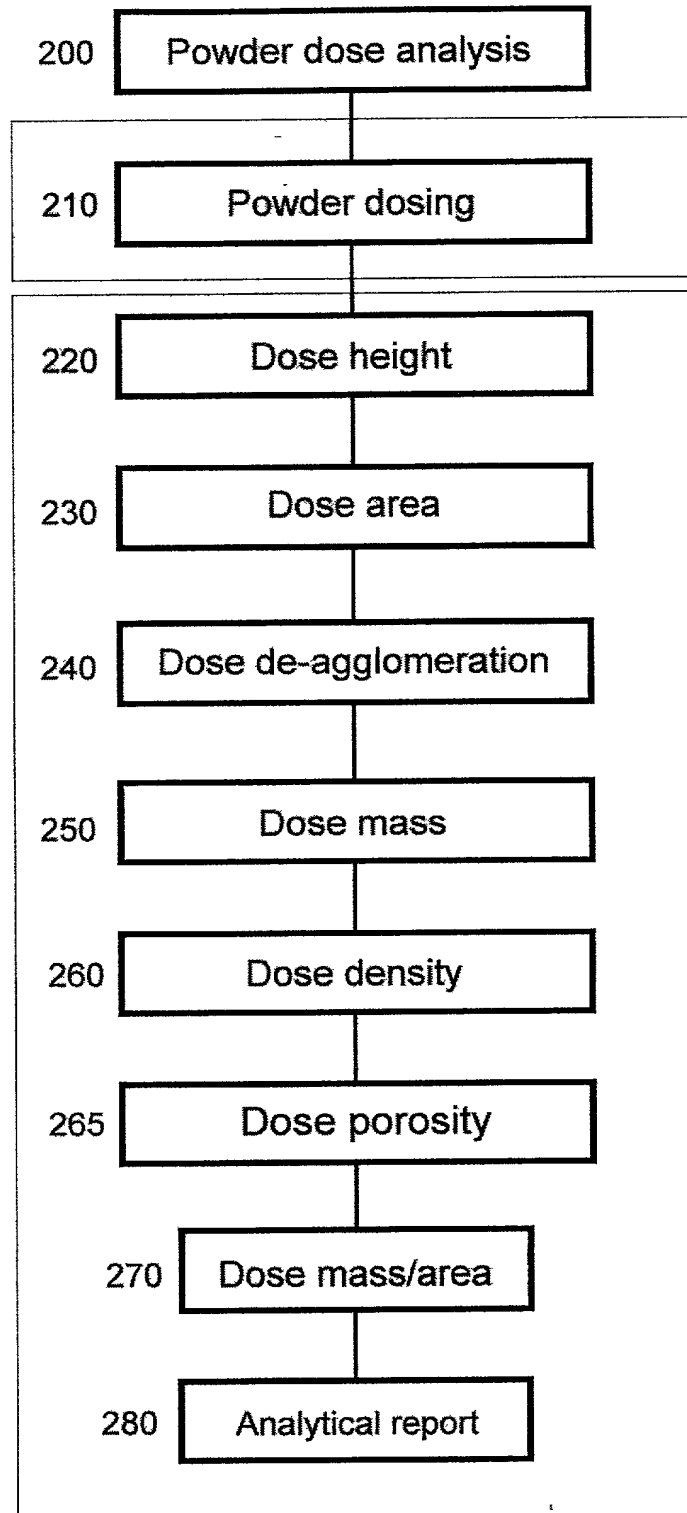 200 Powder dose analysis
210 Powder dosing
220 Dose height
230 Dose area
240 Dose de-agglomeration
250 Dose mass
260 Dose density
265 Dose porosity
270 Dose mass/area
280 Analytical report